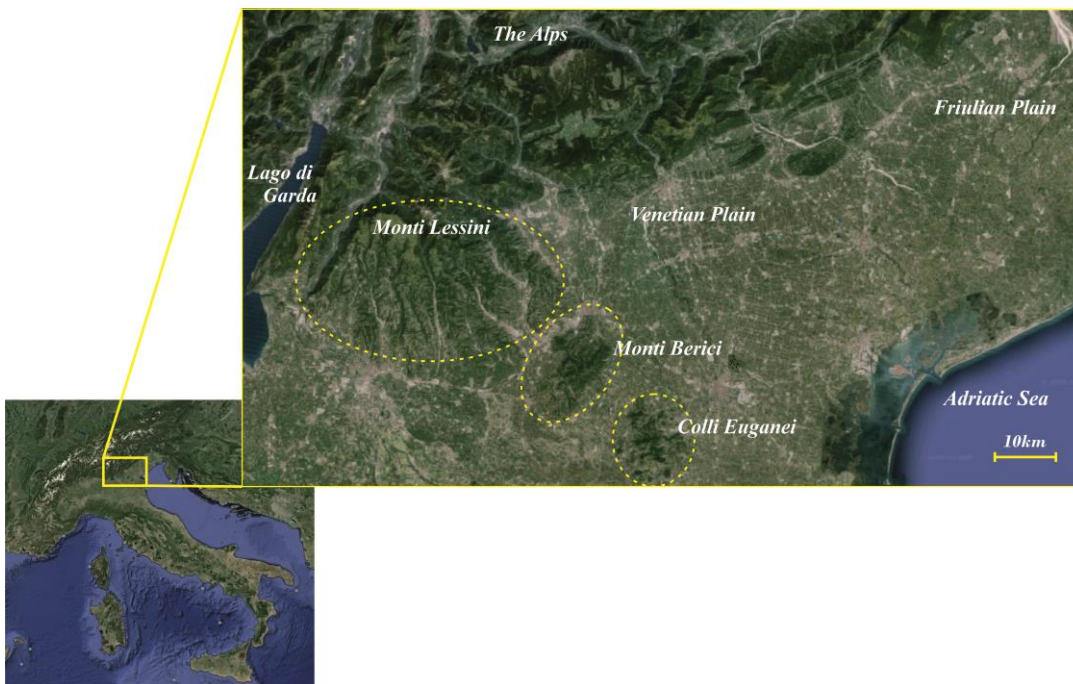 The Alps
Friulian Plain
Lago di
Garda
Monti Lessini
Venetian Plain
Monti Berici
Colli Euganei
Adriatic Sea
10km